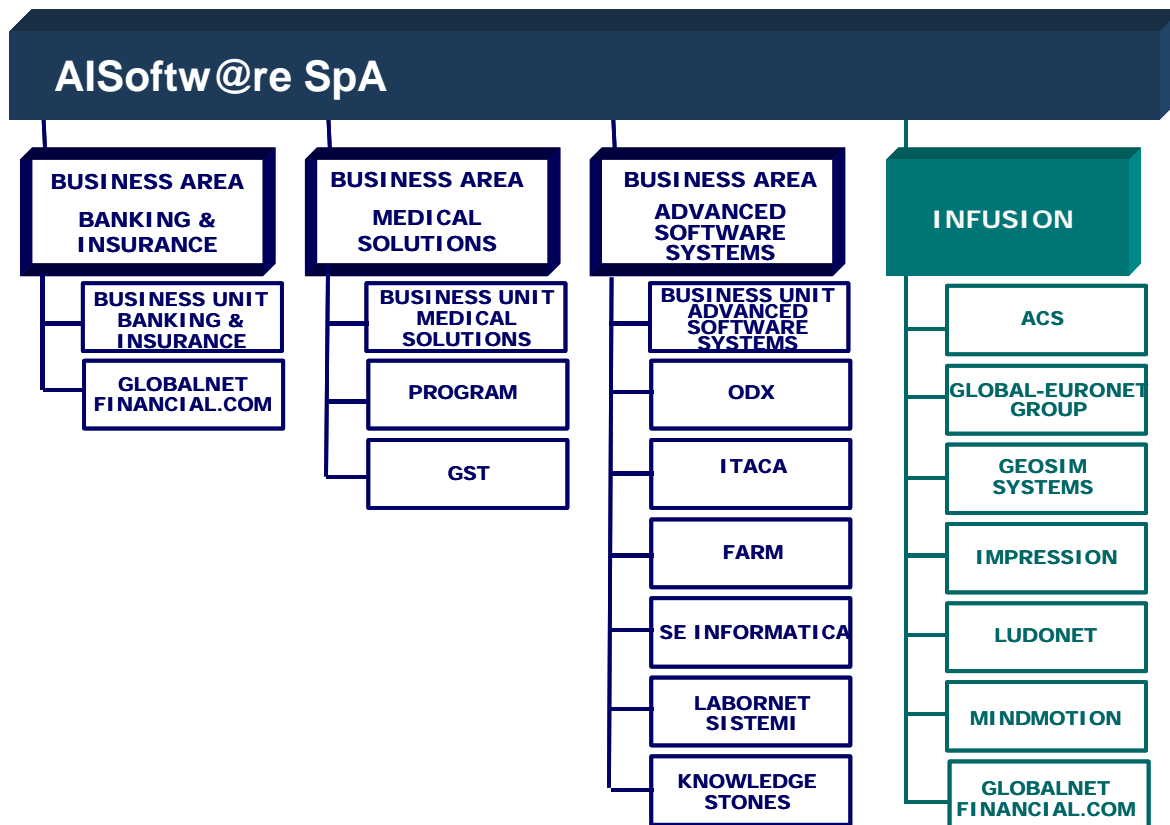 AISoftw@re SpA
BUSINESS AREA
BANKING &
INSURANCE
BUSINESS UNIT
BANKING &
INSURANCE
GLOBALNET
FINANCIAL.COM
BUSINESS AREA
MEDICAL
SOLUTIONS
BUSINESS UNIT
MEDICAL
SOLUTIONS
PROGRAM
GST
BUSINESS AREA
ADVANCED
SOFTWARE
SYSTEMS
BUSINESS UNIT
ADVANCED
SOFTWARE
SYSTEMS
ODX
ITACA
FARM
SE INFORMATICA
LABORNET
SISTEMI
KNOWLEDGE
STONES
INFUSION
ACS
GLOBAL-EURONET
GROUP
GEOSIM
SYSTEMS
IMPRESSION
LUDONET
MINDMOTION
GLOBALNET
FINANCIAL.COM